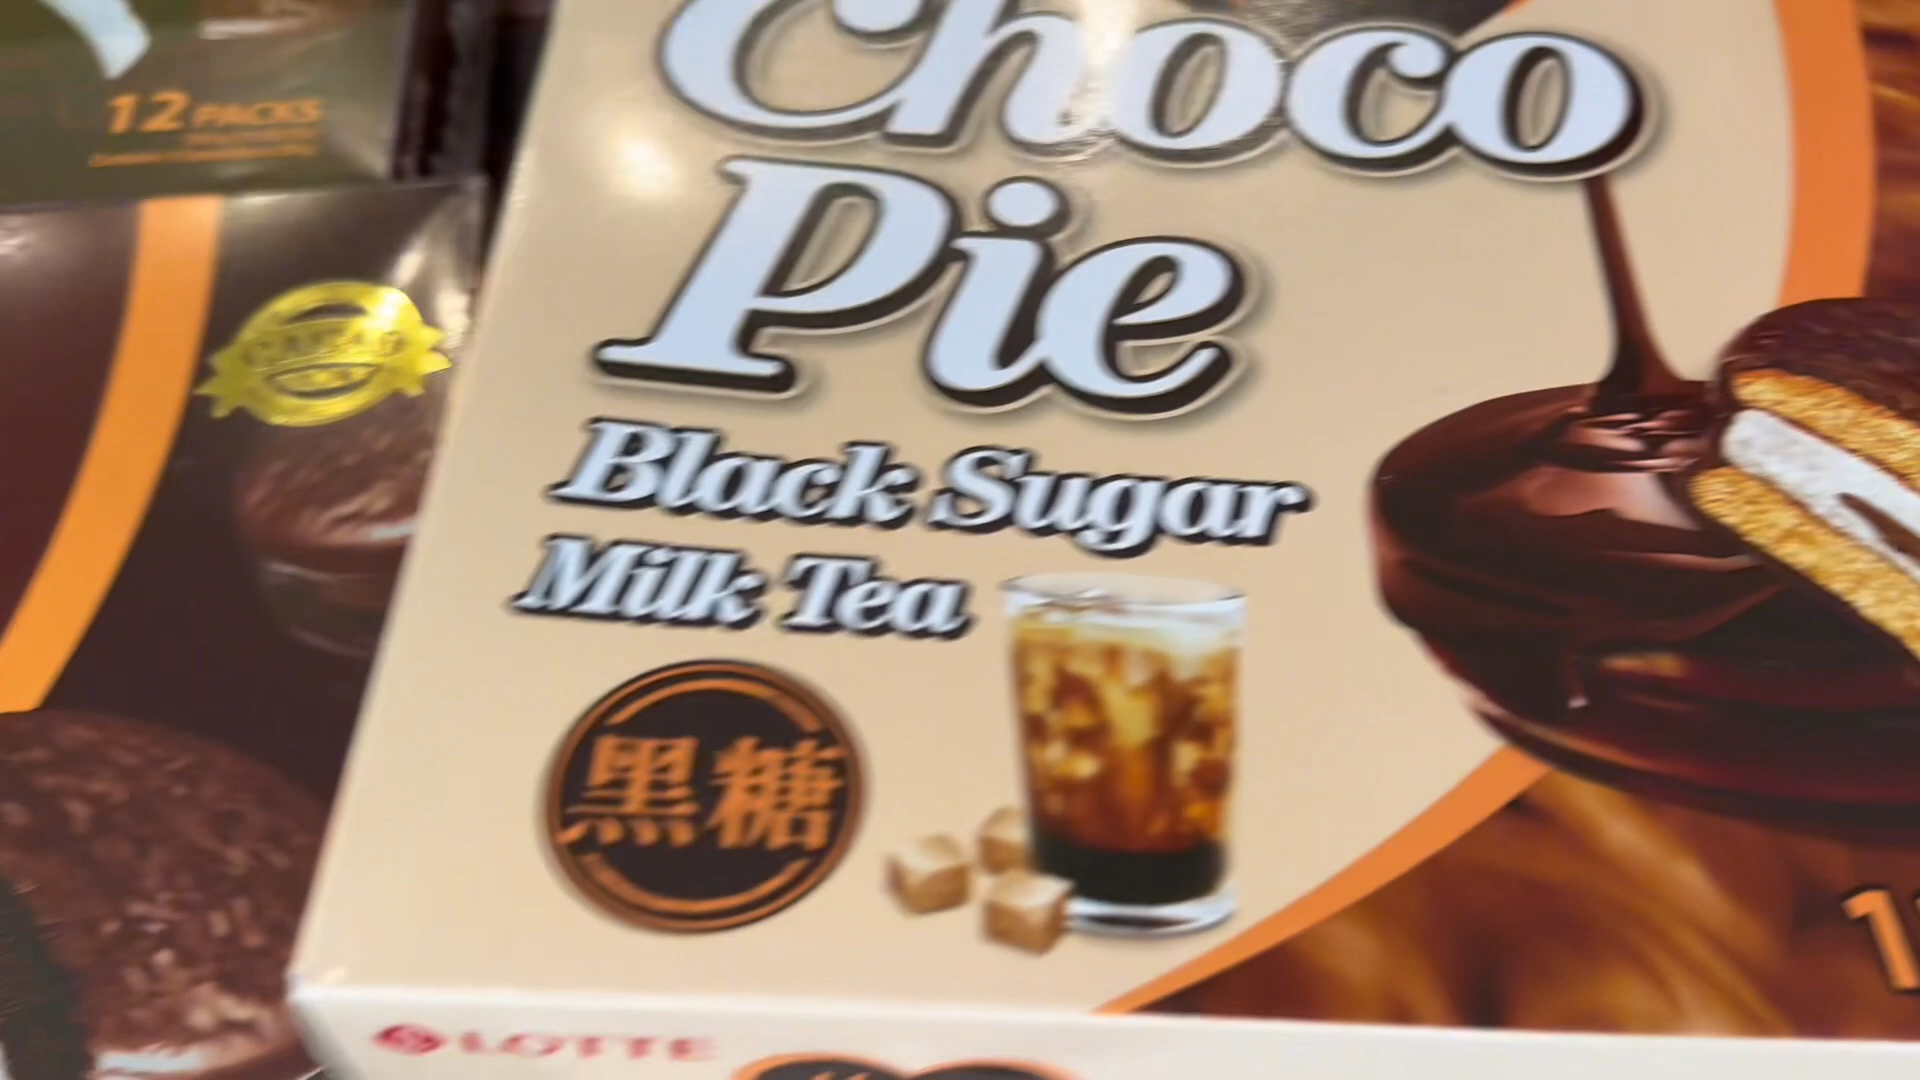 12 PACKS
Choco
Pie
Black Sugar
Milk Tea
黑糖
LOTTE